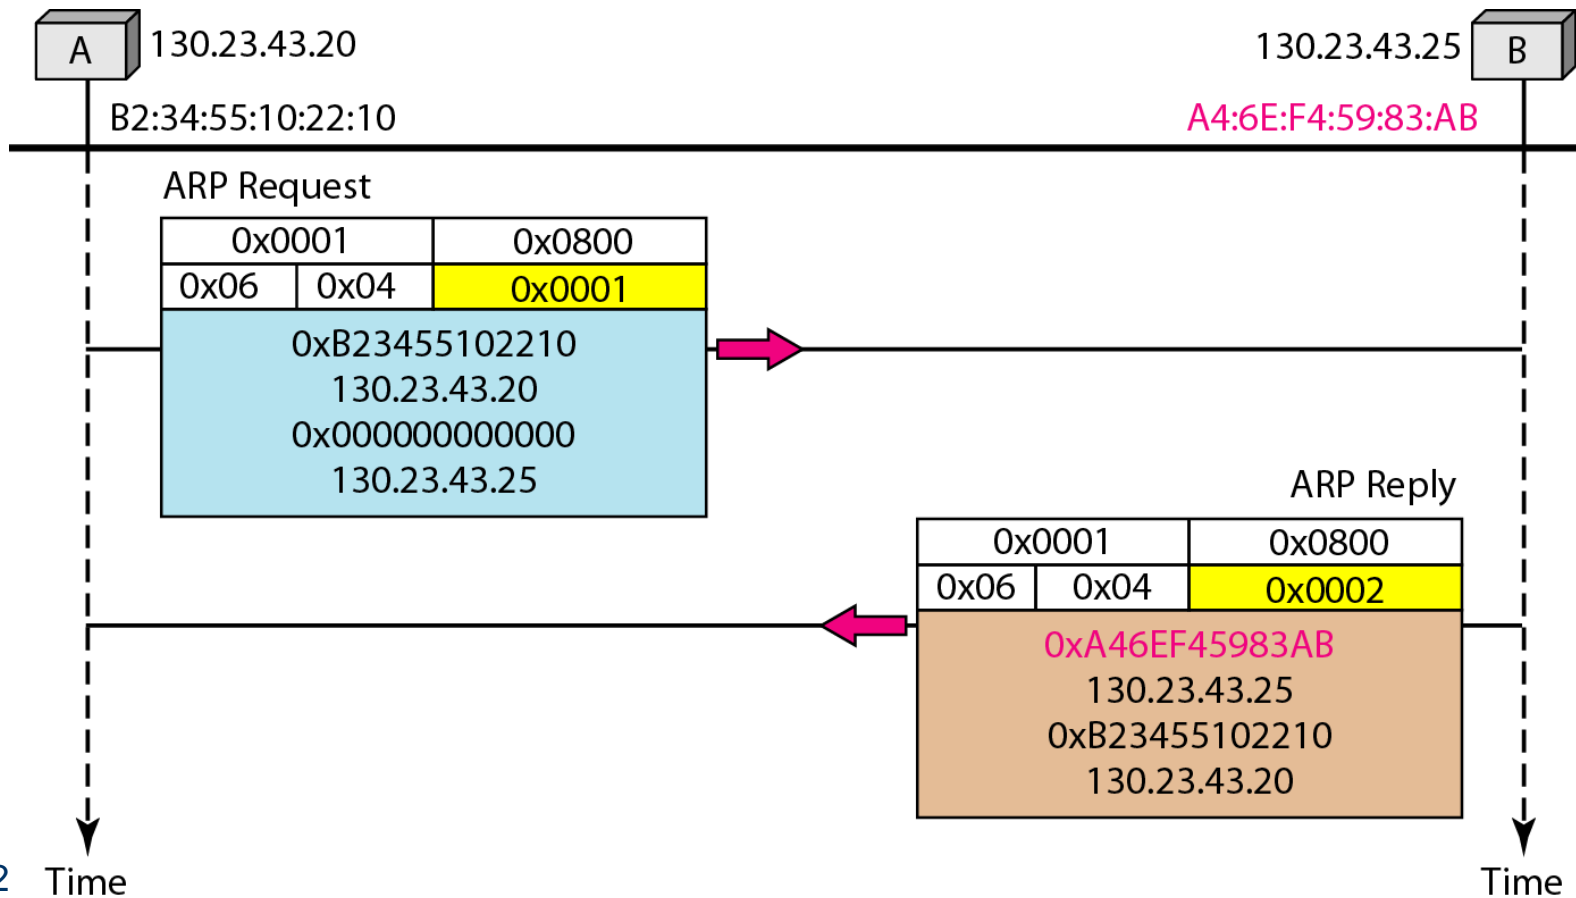 A 130.23.43.20
130.23.43.25 B
B2:34:55:10:22:10
A4:6E:F4:59:83:AB
ARP Request
0x0001 0x0800
0x06 0x04 0x0001
0xB23455102210
130.23.43.20
0x000000000000
130.23.43.25
ARP Reply
0x0001 0x0800
0x06 0x04 0x0002
0xA46EF45983AB
130.23.43.25
0xB23455102210
130.23.43.20
2 Time
Time